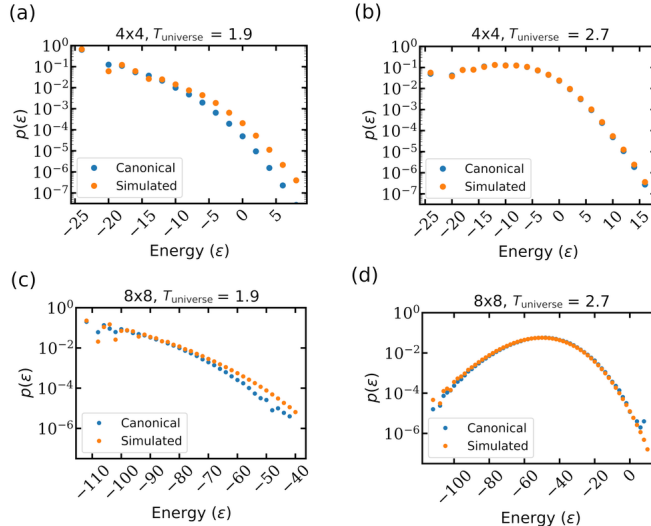 (a)
4x4, T_universe = 1.9
10^0
10^-1
10^-2
10^-3
10^-4
10^-5
10^-6
10^-7
p(ε)
Canonical
Simulated
−25 −20 −15 −10 −5 0 5
Energy (ε)
(b)
4x4, T_universe = 2.7
10^0
10^-1
10^-2
10^-3
10^-4
10^-5
10^-6
10^-7
p(ε)
Canonical
Simulated
−25 −20 −15 −10 −5 0 5 10 15
Energy (ε)
(c)
8x8, T_universe = 1.9
10^0
10^-2
10^-4
10^-6
p(ε)
Canonical
Simulated
−110 −100 −90 −80 −70 −60 −50 −40
Energy (ε)
(d)
8x8, T_universe = 2.7
10^0
10^-2
10^-4
10^-6
p(ε)
Canonical
Simulated
−100 −80 −60 −40 −20 0
Energy (ε)